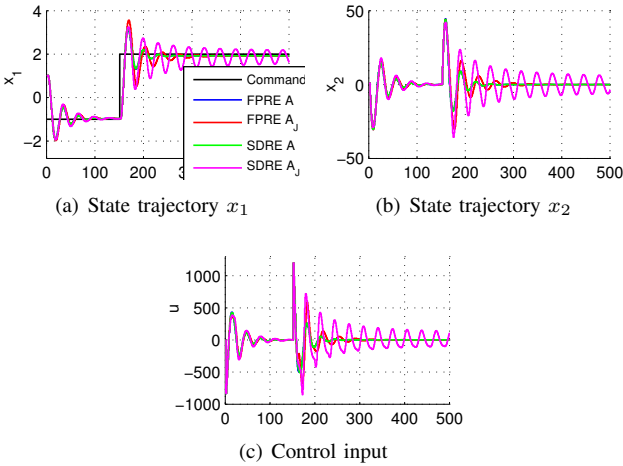 4
2
0
−2
x1
0 100 200 300
Command
FPRE A
FPRE AJ
SDRE A
SDRE AJ
(a) State trajectory x1
50
0
−50
x2
0 100 200 300 400 500
(b) State trajectory x2
1000
500
0
−500
−1000
u
0 100 200 300 400 500
(c) Control input